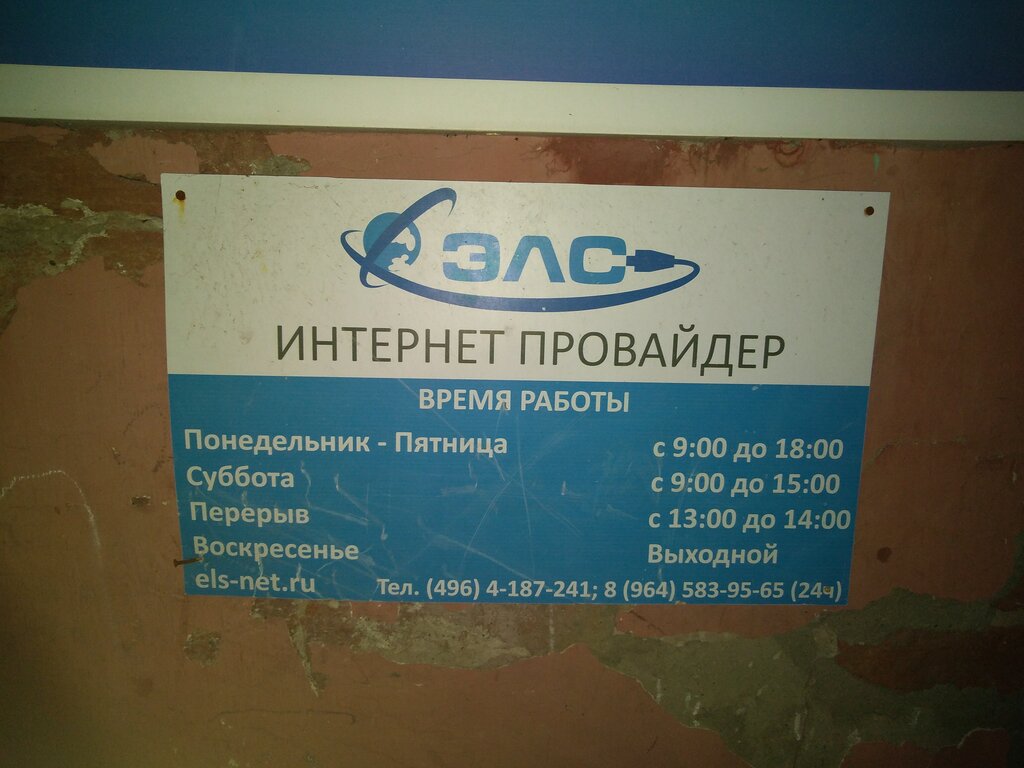 ЭЛС
ИНТЕРНЕТ ПРОВАЙДЕР
ВРЕМЯ РАБОТЫ
Понедельник - Пятница с 9:00 до 18:00
Суббота с 9:00 до 15:00
Перерыв с 13:00 до 14:00
Воскресенье Выходной
els-net.ru Тел. (496) 4-187-241; 8 (964) 583-95-65 (24ч)